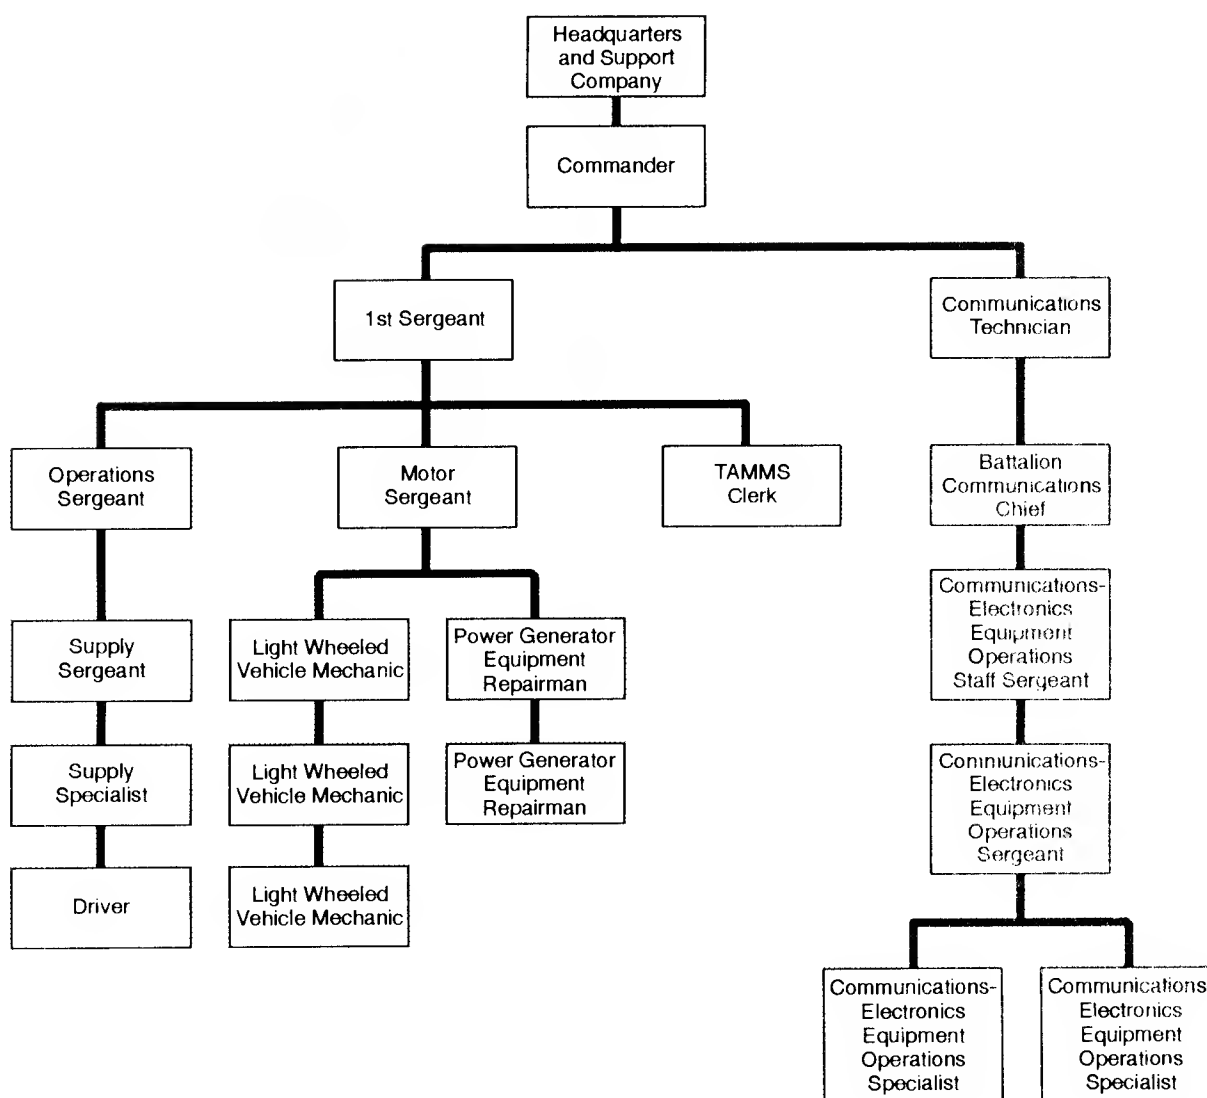 Headquarters
and Support
Company
Commander
1st Sergeant
Communications
Technician
Operations
Sergeant
Motor
Sergeant
TAMMS
Clerk
Battalion
Communications
Chief
Supply
Sergeant
Light Wheeled
Vehicle Mechanic
Power Generator
Equipment
Repairman
Communications-
Electronics
Equipment
Operations
Staff Sergeant
Supply
Specialist
Light Wheeled
Vehicle Mechanic
Power Generator
Equipment
Repairman
Communications-
Electronics
Equipment
Operations
Sergeant
Driver
Light Wheeled
Vehicle Mechanic
Communications-
Electronics
Equipment
Operations
Specialist
Communications
Electronics
Equipment
Operations
Specialist